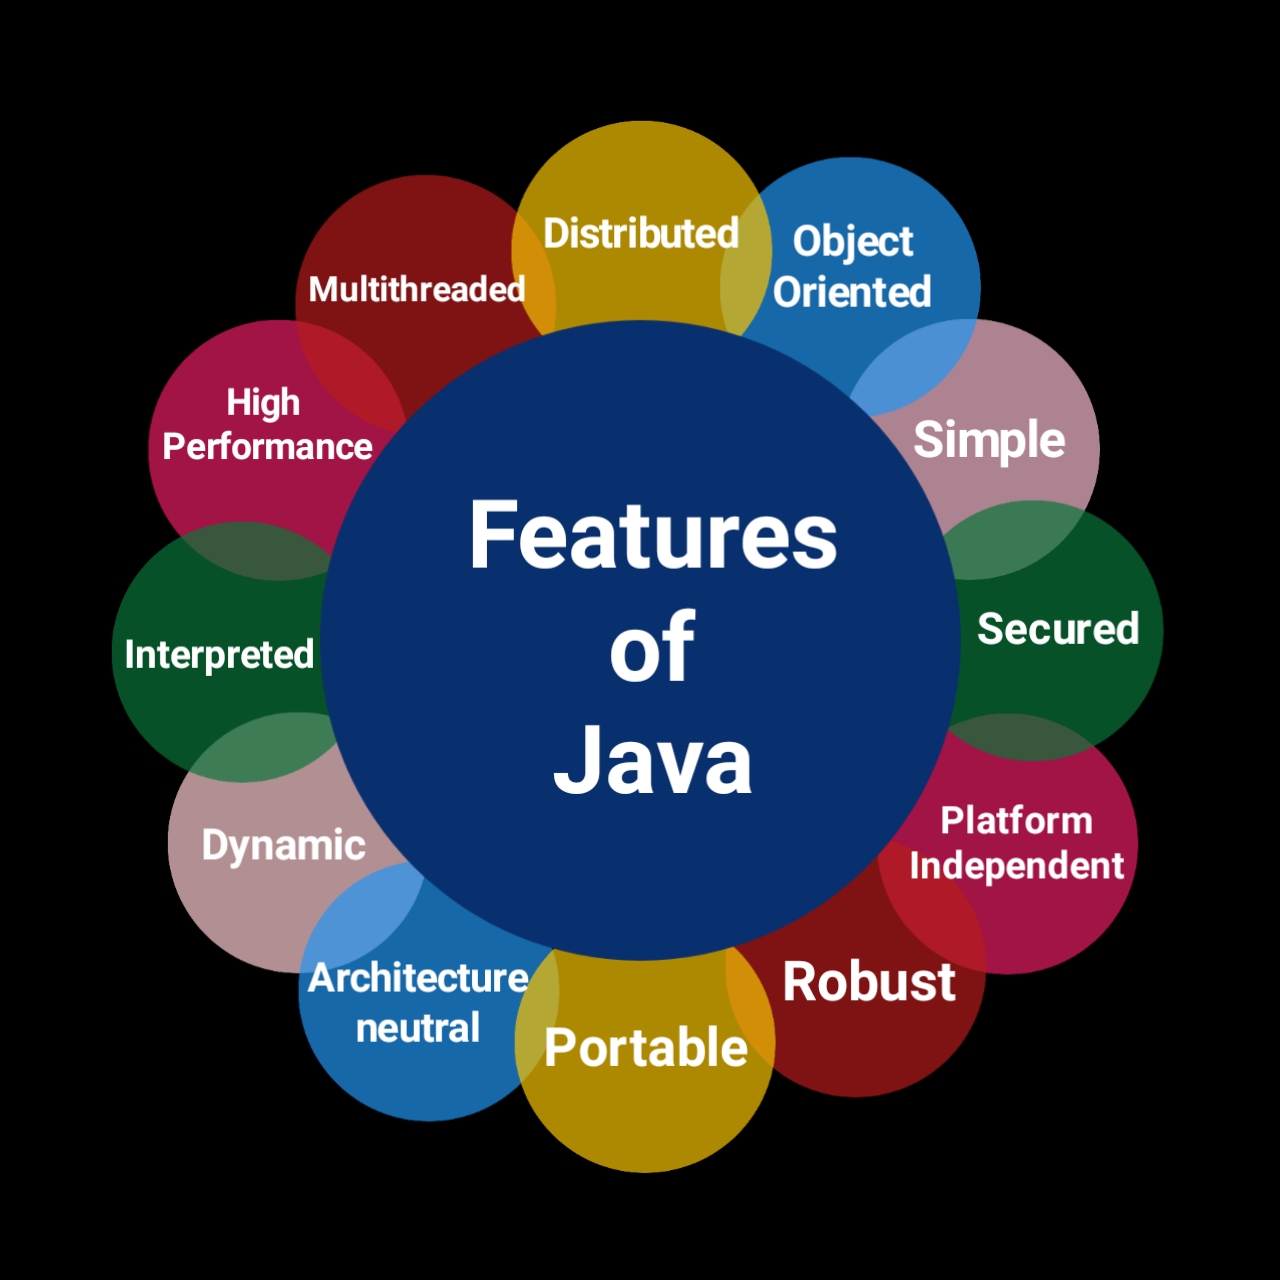 Features
of
Java
Distributed
Object
Oriented
Simple
Secured
Platform
Independent
Robust
Portable
Architecture
neutral
Dynamic
Interpreted
High
Performance
Multithreaded